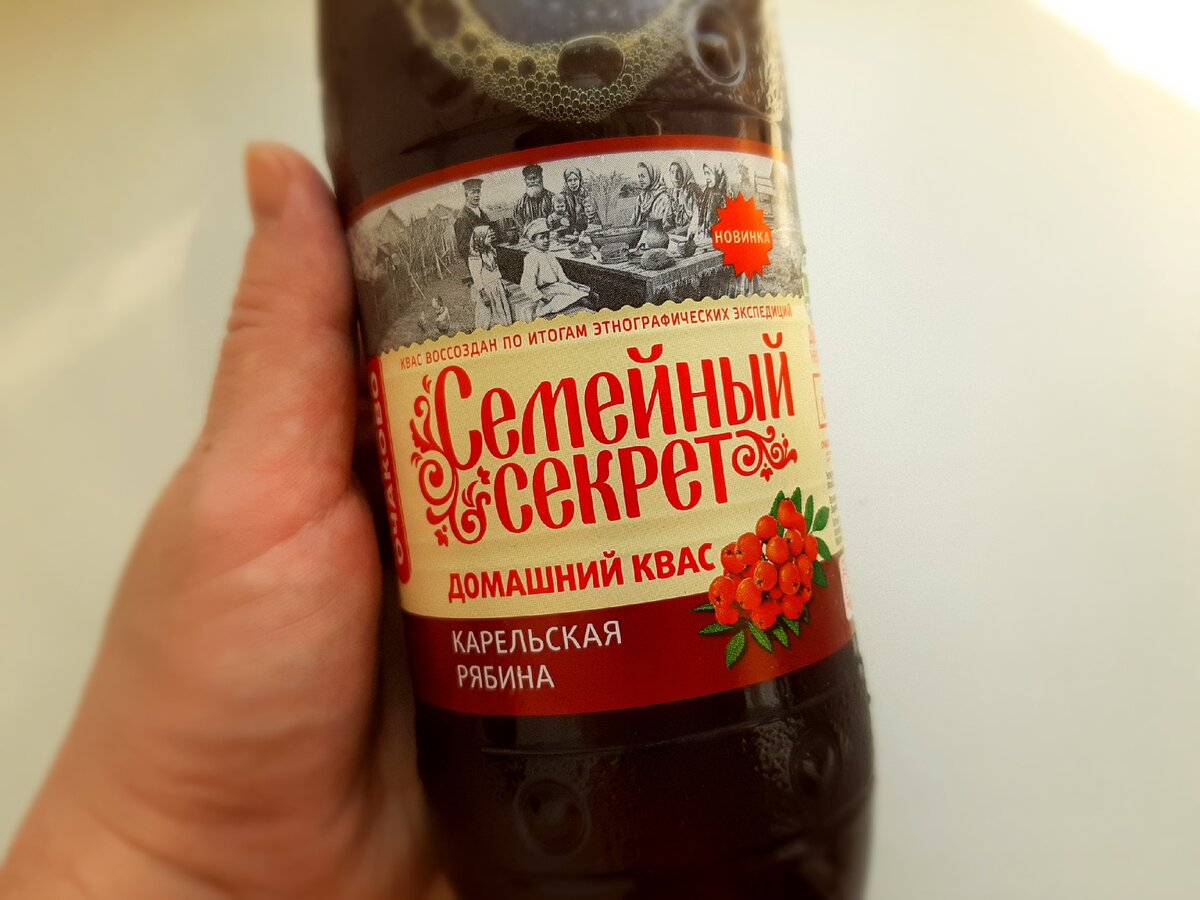 НОВИНКА
КВАС ВОССОЗДАН ПО ИТОГАМ ЭТНОГРАФИЧЕСКИХ ЭКСПЕДИЦИЙ
ОЧАКОВО
Семейный
секрет
ДОМАШНИЙ КВАС
КАРЕЛЬСКАЯ
РЯБИНА